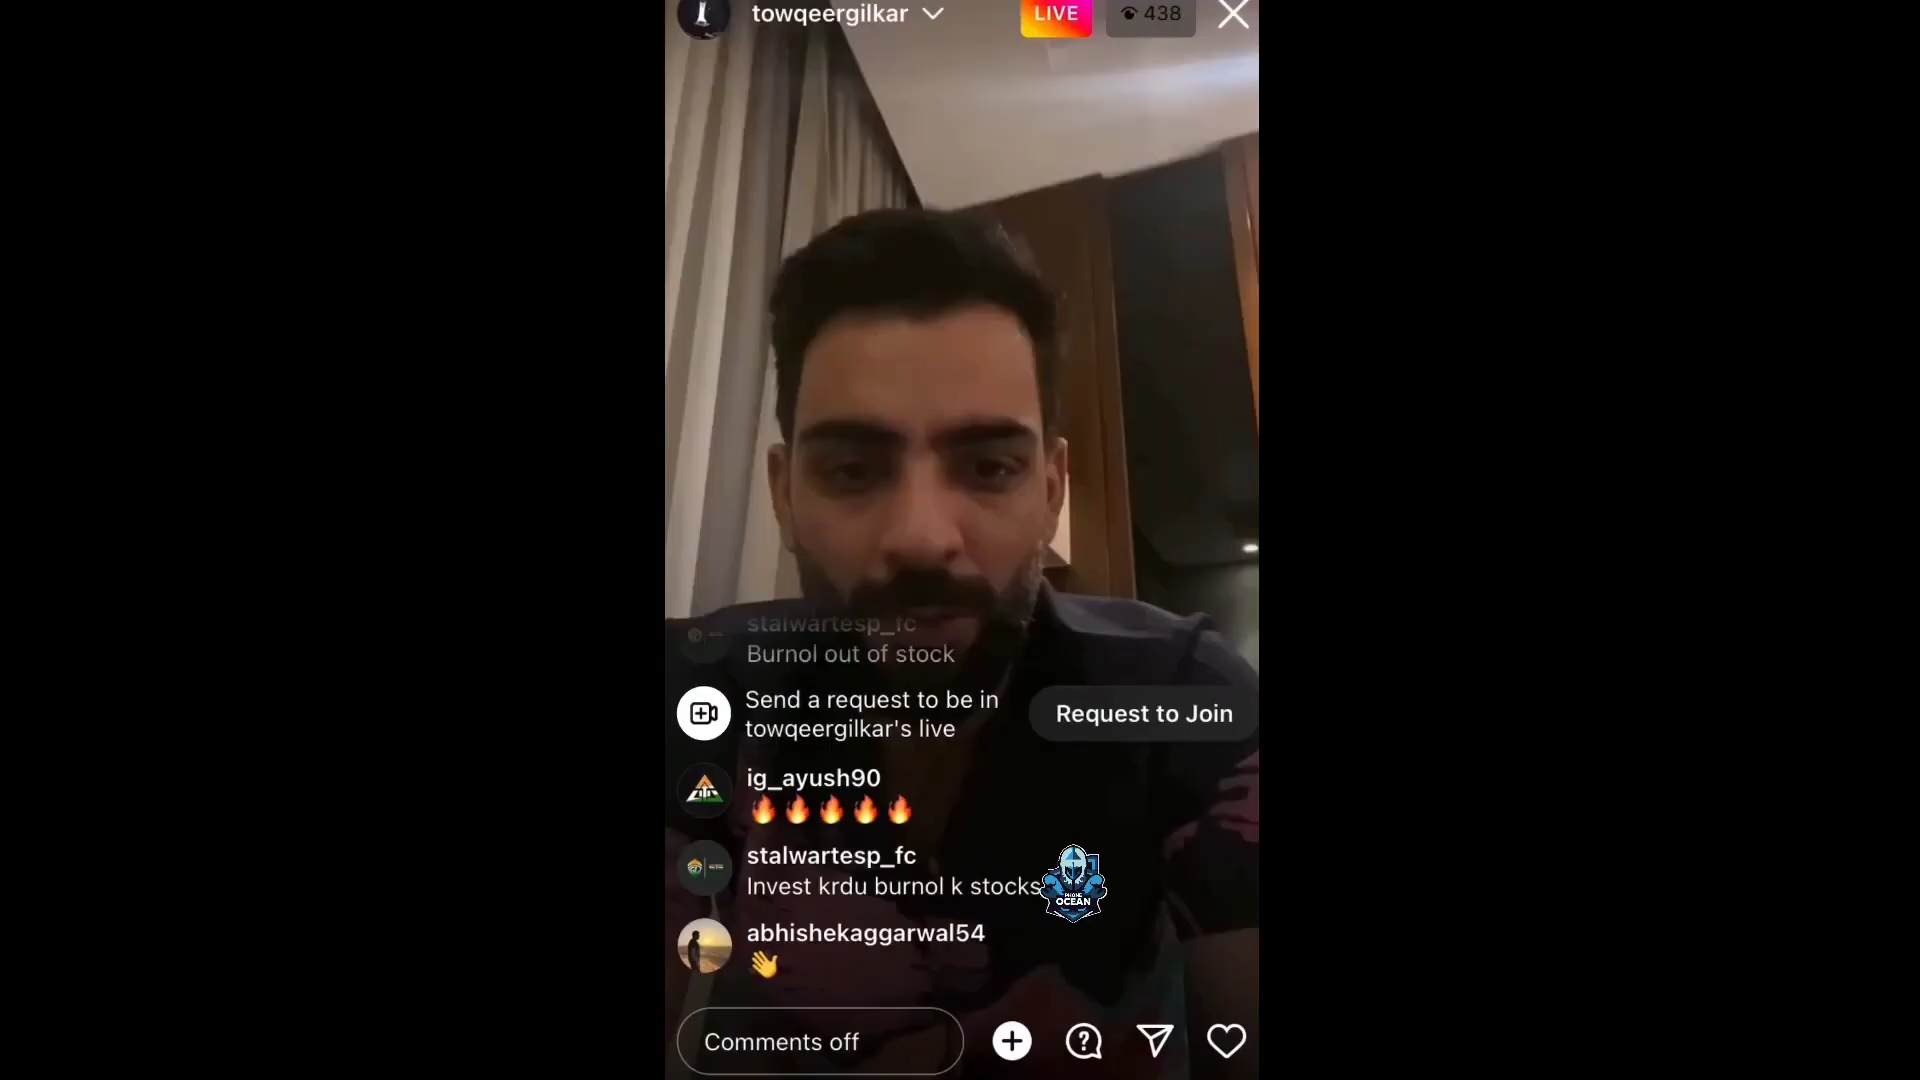 towqeergilkar
LIVE
438
stalwartesp_fc
Burnol out of stock
Send a request to be in
towqeergilkar's live
Request to Join
ig_ayush90
🔥🔥🔥🔥🔥
stalwartesp_fc
Invest krdu burnol k stocks
OCEAN
abhishekaggarwal54
👋
Comments off